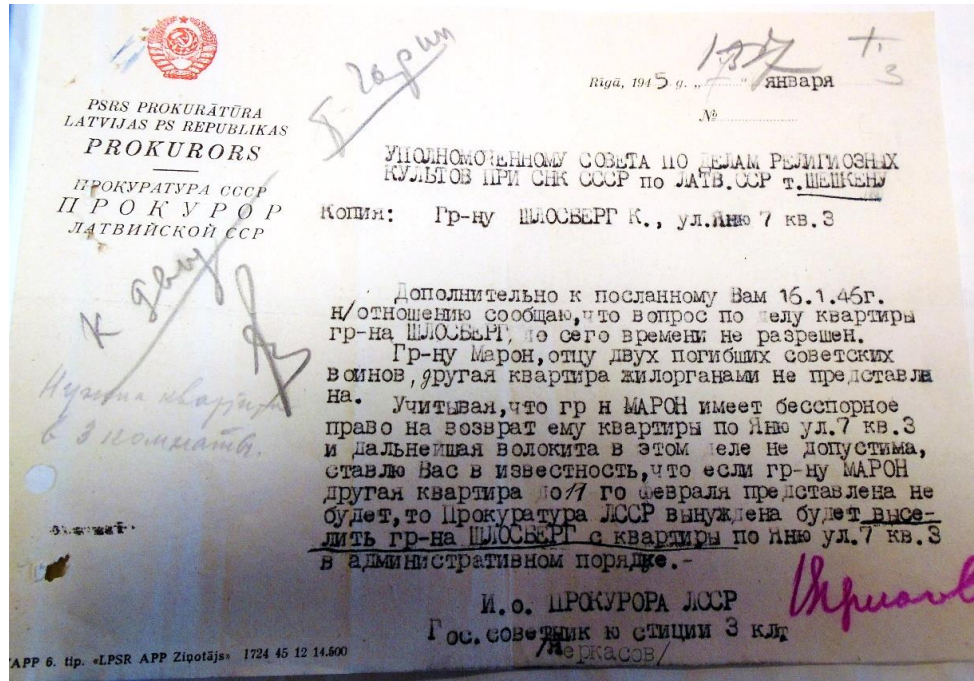 PSRS PROKURĀTŪRA
LATVIJAS PS REPUBLIKAS
PROKURORS
ПРОКУРАТУРА СССР
ПРОКУРОР
ЛАТВИЙСКОЙ ССР
Rīgā, 1945 g. „ " января
№
УПОЛНОМОЧЕННОМУ СОВЕТА ПО ДЕЛАМ РЕЛИГИОЗНЫХ
КУЛЬТОВ ПРИ СНК СССР по ЛАТВ.ССР т.ШЕШКЕНУ
Копия: Гр-ну ШЛОСБЕРГ К., ул.Яню 7 кв.3
Дополнительно к посланному Вам 16.1.46г.
н/отношению сообщаю,что вопрос по делу квартиры
гр-на ШЛОСБЕРГ, до сего времени не разрешен.
Гр-ну Марон,отцу двух погибших советских
воинов, другая квартира жилорганами не представле
на.
Учитывая,что гр н МАРОН имеет бесспорное
право на возврат ему квартиры по Яню ул.7 кв.3
и дальнейшая волокита в этом деле не допустима,
ставлю Вас в известность,что если гр-ну МАРОН
другая квартира до 17 го февраля представлена не
будет,то Прокуратура ЛССР вынуждена будет высе-
лить гр-на ШЛОСБЕРГ с квартиры по Яню ул.7 кв.3
в административном порядке.-
И.о. ПРОКУРОРА ЛССР
Гос.советник ю стиции 3 кл
/Черкасов/
К делу
Нужна квартира
в 3 комнаты.
APP 6. tip. «LPSR APP Ziņotājs» 1724 45 12 14.500